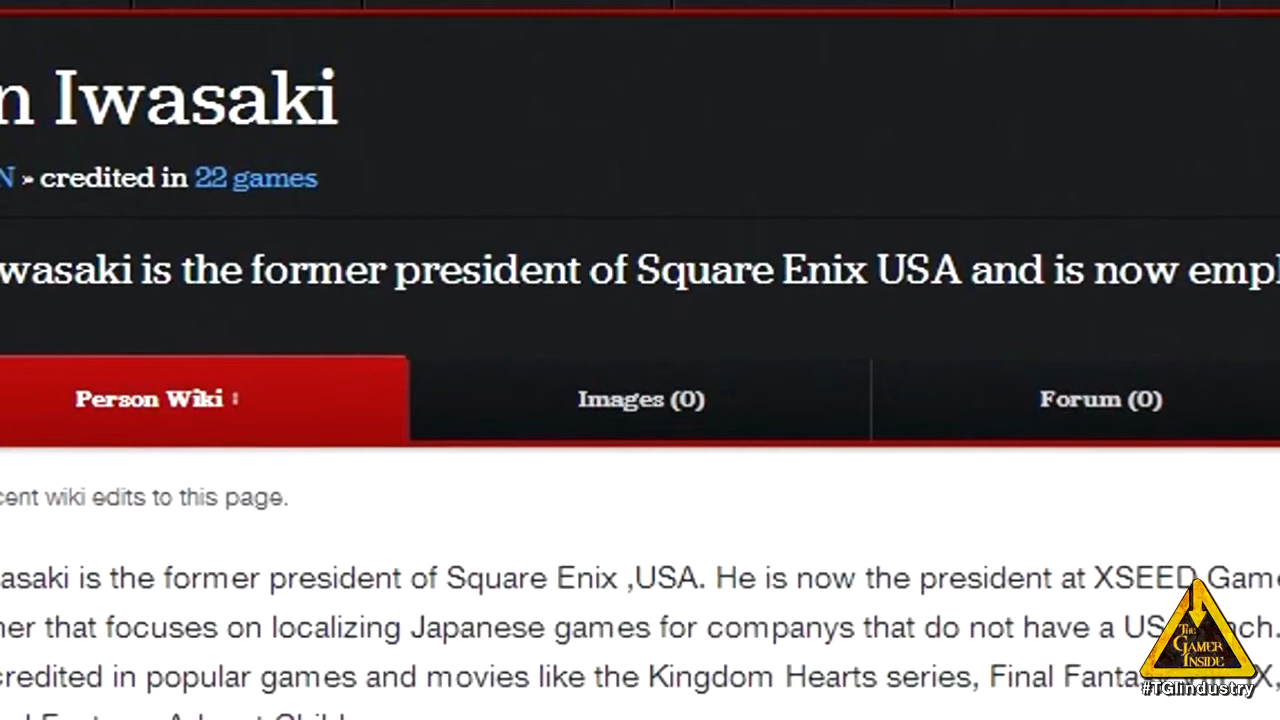 n Iwasaki
N » credited in 22 games
wasaki is the former president of Square Enix USA and is now empl
Person Wiki
Images (0)
Forum (0)
cent wiki edits to this page.
asaki is the former president of Square Enix ,USA. He is now the president at XSEED Game
her that focuses on localizing Japanese games for companys that do not have a US
credited in popular games and movies like the Kingdom Hearts series, Final IX,
The
Gamer
Inside
#TGIindustry